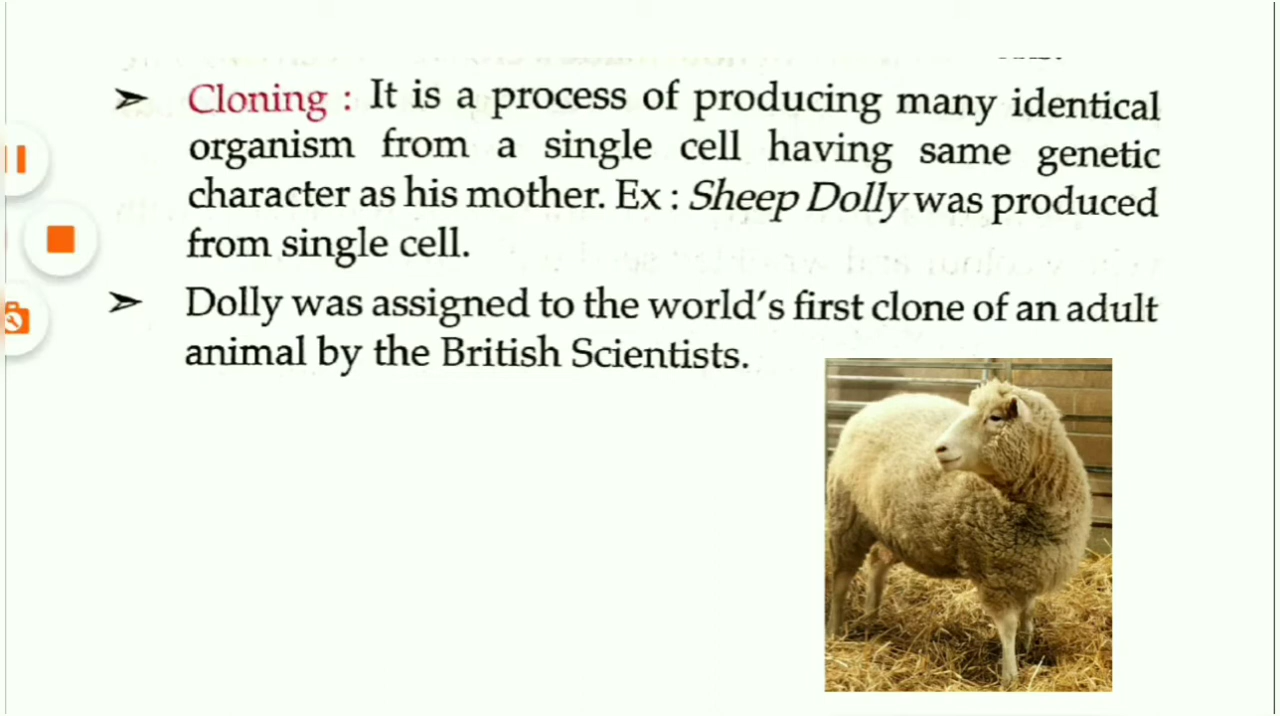 ➢ Cloning : It is a process of producing many identical
organism from a single cell having same genetic
character as his mother. Ex : Sheep Dolly was produced
from single cell.
➢ Dolly was assigned to the world's first clone of an adult
animal by the British Scientists.